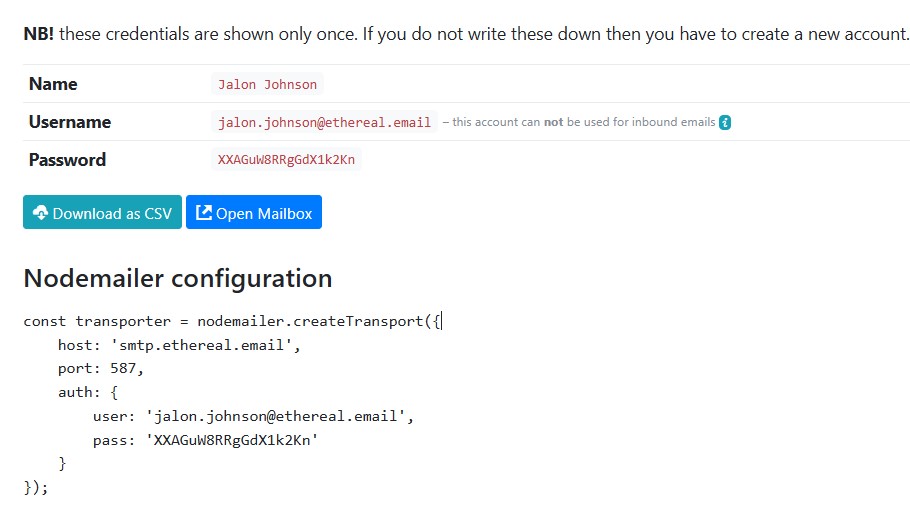 NB! these credentials are shown only once. If you do not write these down then you have to create a new account.
Name Jalon Johnson
Username jalon.johnson@ethereal.email – this account can not be used for inbound emails i
Password XXAGuW8RRgGdX1k2Kn
Download as CSV Open Mailbox
Nodemailer configuration
const transporter = nodemailer.createTransport({
    host: 'smtp.ethereal.email',
    port: 587,
    auth: {
        user: 'jalon.johnson@ethereal.email',
        pass: 'XXAGuW8RRgGdX1k2Kn'
    }
});